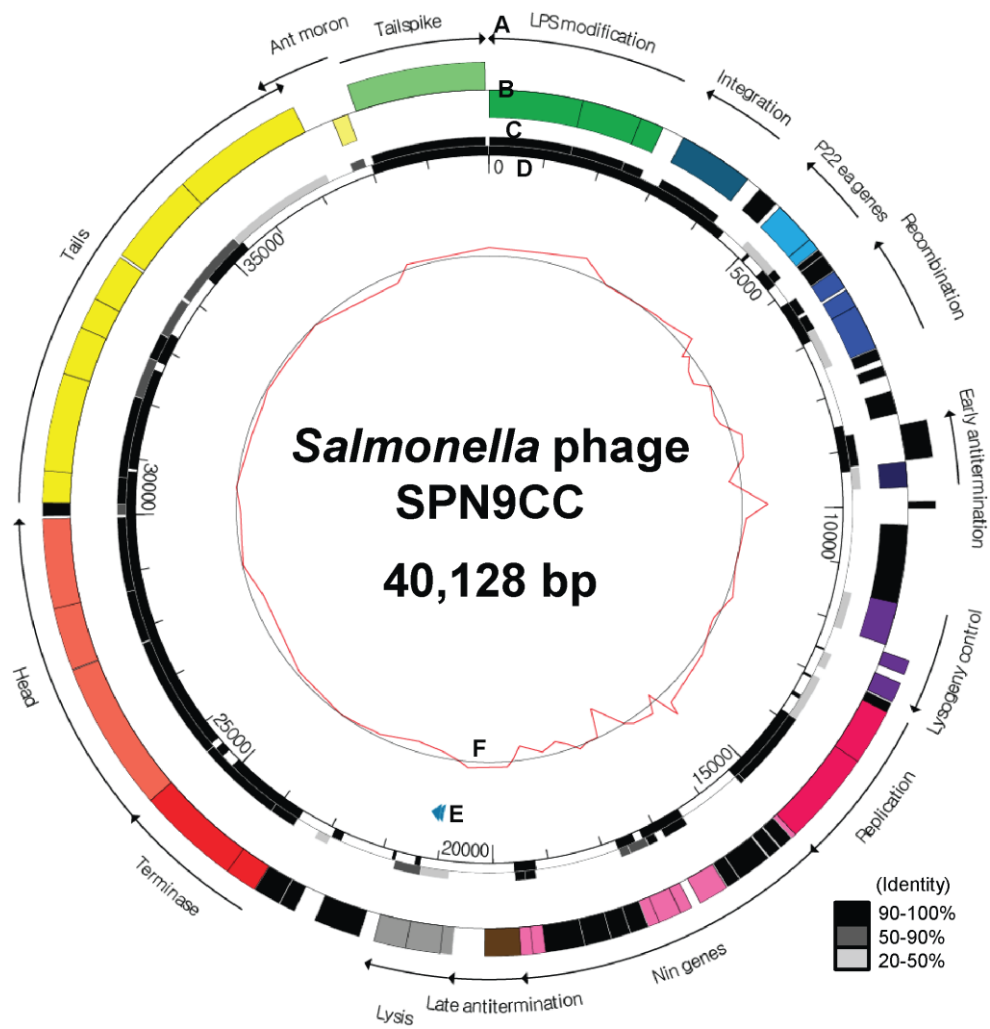 A
LPS modification
Integration
P22 ea genes
Recombination
Early antitermination
Lysogeny control
Replication
Nin genes
Late antitermination
Lysis
Terminase
Head
Tails
Ant moron
Tailspike
B
C
D
0
5000
10000
15000
20000
25000
30000
35000
Salmonella phage
SPN9CC
40,128 bp
F
E
(Identity)
90-100%
50-90%
20-50%